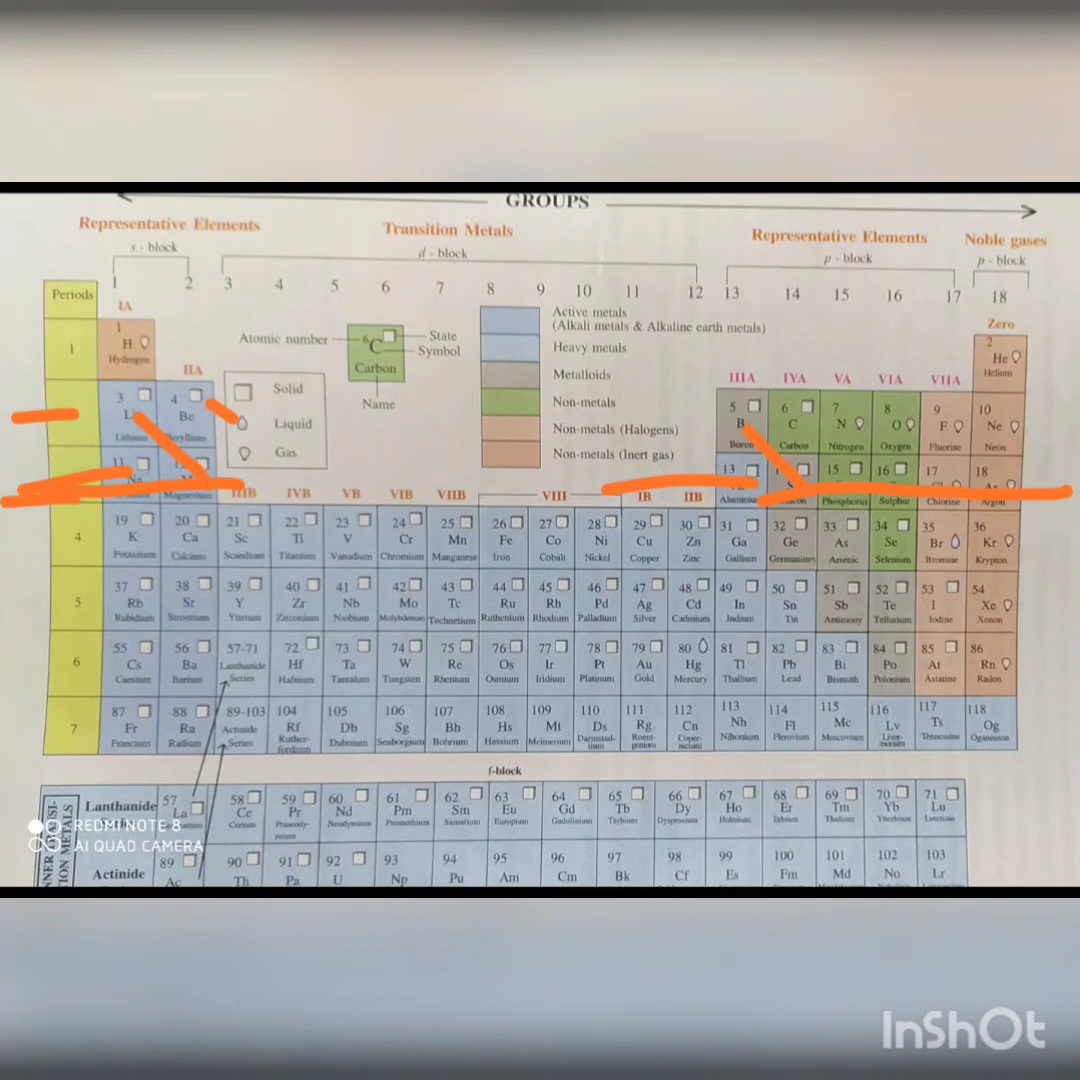 GROUPS
Representative Elements Transition Metals Representative Elements Noble gases
s - block d - block p - block p - block
Periods 1 2 3 4 5 6 7 8 9 10 11 12 13 14 15 16 17 18
IA Zero
1 1 H Hydrogen 2 He Helium
Atomic number 6 C Carbon State Symbol Name
Solid
Liquid
Gas
Active metals
(Alkali metals & Alkaline earth metals)
Heavy metals
Metalloids
Non-metals
Non-metals (Halogens)
Non-metals (Inert gas)
IIA IIIA IVA VA VIA VIIA
3 Lithium 4 Be 5 B Boron 6 C Carbon 7 N Nitrogen 8 O Oxygen 9 F Fluorine 10 Ne Neon
Magnesium 13 Aluminium 15 Phosphorus 16 Sulphur 17 Chlorine 18 Argon
IIIB IVB VB VIB VIIB VIII IB IIB
4 19 K Potassium 20 Ca Calcium 21 Sc Scandium 22 Ti Titanium 23 V Vanadium 24 Cr Chromium 25 Mn Manganese 26 Fe Iron 27 Co Cobalt 28 Ni Nickel 29 Cu Copper 30 Zn Zinc 31 Ga Gallium 32 Ge Germanium 33 As Arsenic 34 Se Selenium 35 Br Bromine 36 Kr Krypton
5 37 Rb Rubidium 38 Sr Strontium 39 Y Yttrium 40 Zr Zirconium 41 Nb Niobium 42 Mo Molybdenum 43 Tc Technetium 44 Ru Ruthenium 45 Rh Rhodium 46 Pd Palladium 47 Ag Silver 48 Cd Cadmium 49 In Indium 50 Sn Tin 51 Sb Antimony 52 Te Tellurium 53 I Iodine 54 Xe Xenon
6 55 Cs Caesium 56 Ba Barium 57-71 Lanthanide Series 72 Hf Hafnium 73 Ta Tantalum 74 W Tungsten 75 Re Rhenium 76 Os Osmium 77 Ir Iridium 78 Pt Platinum 79 Au Gold 80 Hg Mercury 81 Tl Thallium 82 Pb Lead 83 Bi Bismuth 84 Po Polonium 85 At Astatine 86 Rn Radon
7 87 Fr Francium 88 Ra Radium 89-103 Actinide Series 104 Rf Ruther-fordium 105 Db Dubnium 106 Sg Seaborgium 107 Bh Bohrium 108 Hs Hassium 109 Mt Meitnerium 110 Ds Darmstad-tium 111 Rg Roent-genium 112 Cn Coper-nicium 113 Nh Nihonium 114 Fl Flerovium 115 Mc Moscovium 116 Lv Liver-morium 117 Ts Tennessine 118 Og Oganesson
f-block
Lanthanide 57 La 58 Ce Cerium 59 Pr Praseody-mium 60 Nd Neodymium 61 Pm Promethium 62 Sm Samarium 63 Eu Europium 64 Gd Gadolinium 65 Tb Terbium 66 Dy Dysprosium 67 Ho Holmium 68 Er Erbium 69 Tm Thulium 70 Yb Ytterbium 71 Lu Lutetium
Actinide 89 Ac 90 Th 91 Pa 92 U 93 Np 94 Pu 95 Am 96 Cm 97 Bk 98 Cf 99 Es 100 Fm 101 Md 102 No 103 Lr
REDMI NOTE 8
AI QUAD CAMERA
InShOt